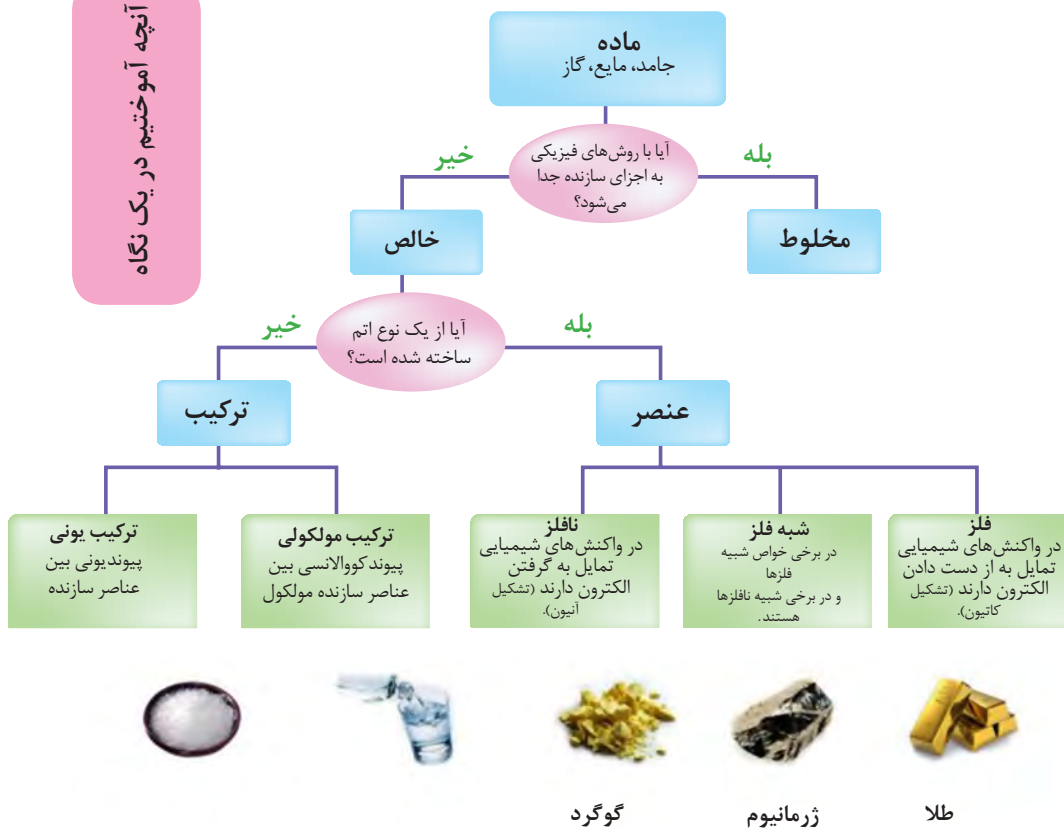 آنچه آموختیم در یک نگاه
ماده
جامد، مایع، گاز
آیا با روش‌های فیزیکی
به اجزای سازنده جدا
می‌شود؟
بله
خیر
مخلوط
خالص
آیا از یک نوع اتم
ساخته شده است؟
بله
خیر
عنصر
ترکیب
فلز
در واکنش‌های شیمیایی
تمایل به از دست دادن
الکترون دارند (تشکیل
کاتیون).
شبه فلز
در برخی خواص شبیه
فلزها
و در برخی شبیه نافلزها
هستند.
نافلز
در واکنش‌های شیمیایی
تمایل به گرفتن
الکترون دارند (تشکیل
آنیون).
ترکیب مولکولی
پیوند کووالانسی بین
عناصر سازنده مولکول
ترکیب یونی
پیوندیونی بین
عناصر سازنده
طلا
ژرمانیوم
گوگرد